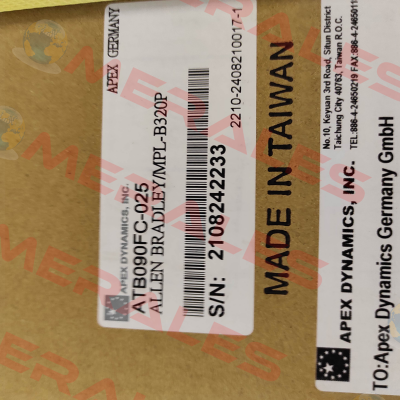 APEX GERMANY
APEX DYNAMICS, INC.
ATB090FC-025
ALLEN BRADLEY/MPL-B320P
S/N: 2108242233
2210-2408210017-1
MADE IN TAIWAN
No.10, Keyuan 3rd Road, Situn District
Taichung City 40763, Taiwan R.O.C.
TEL:886-4-24650219 FAX:886-4-2465011
APEX DYNAMICS, INC.
TO:Apex Dynamics Germany GmbH
MERALES